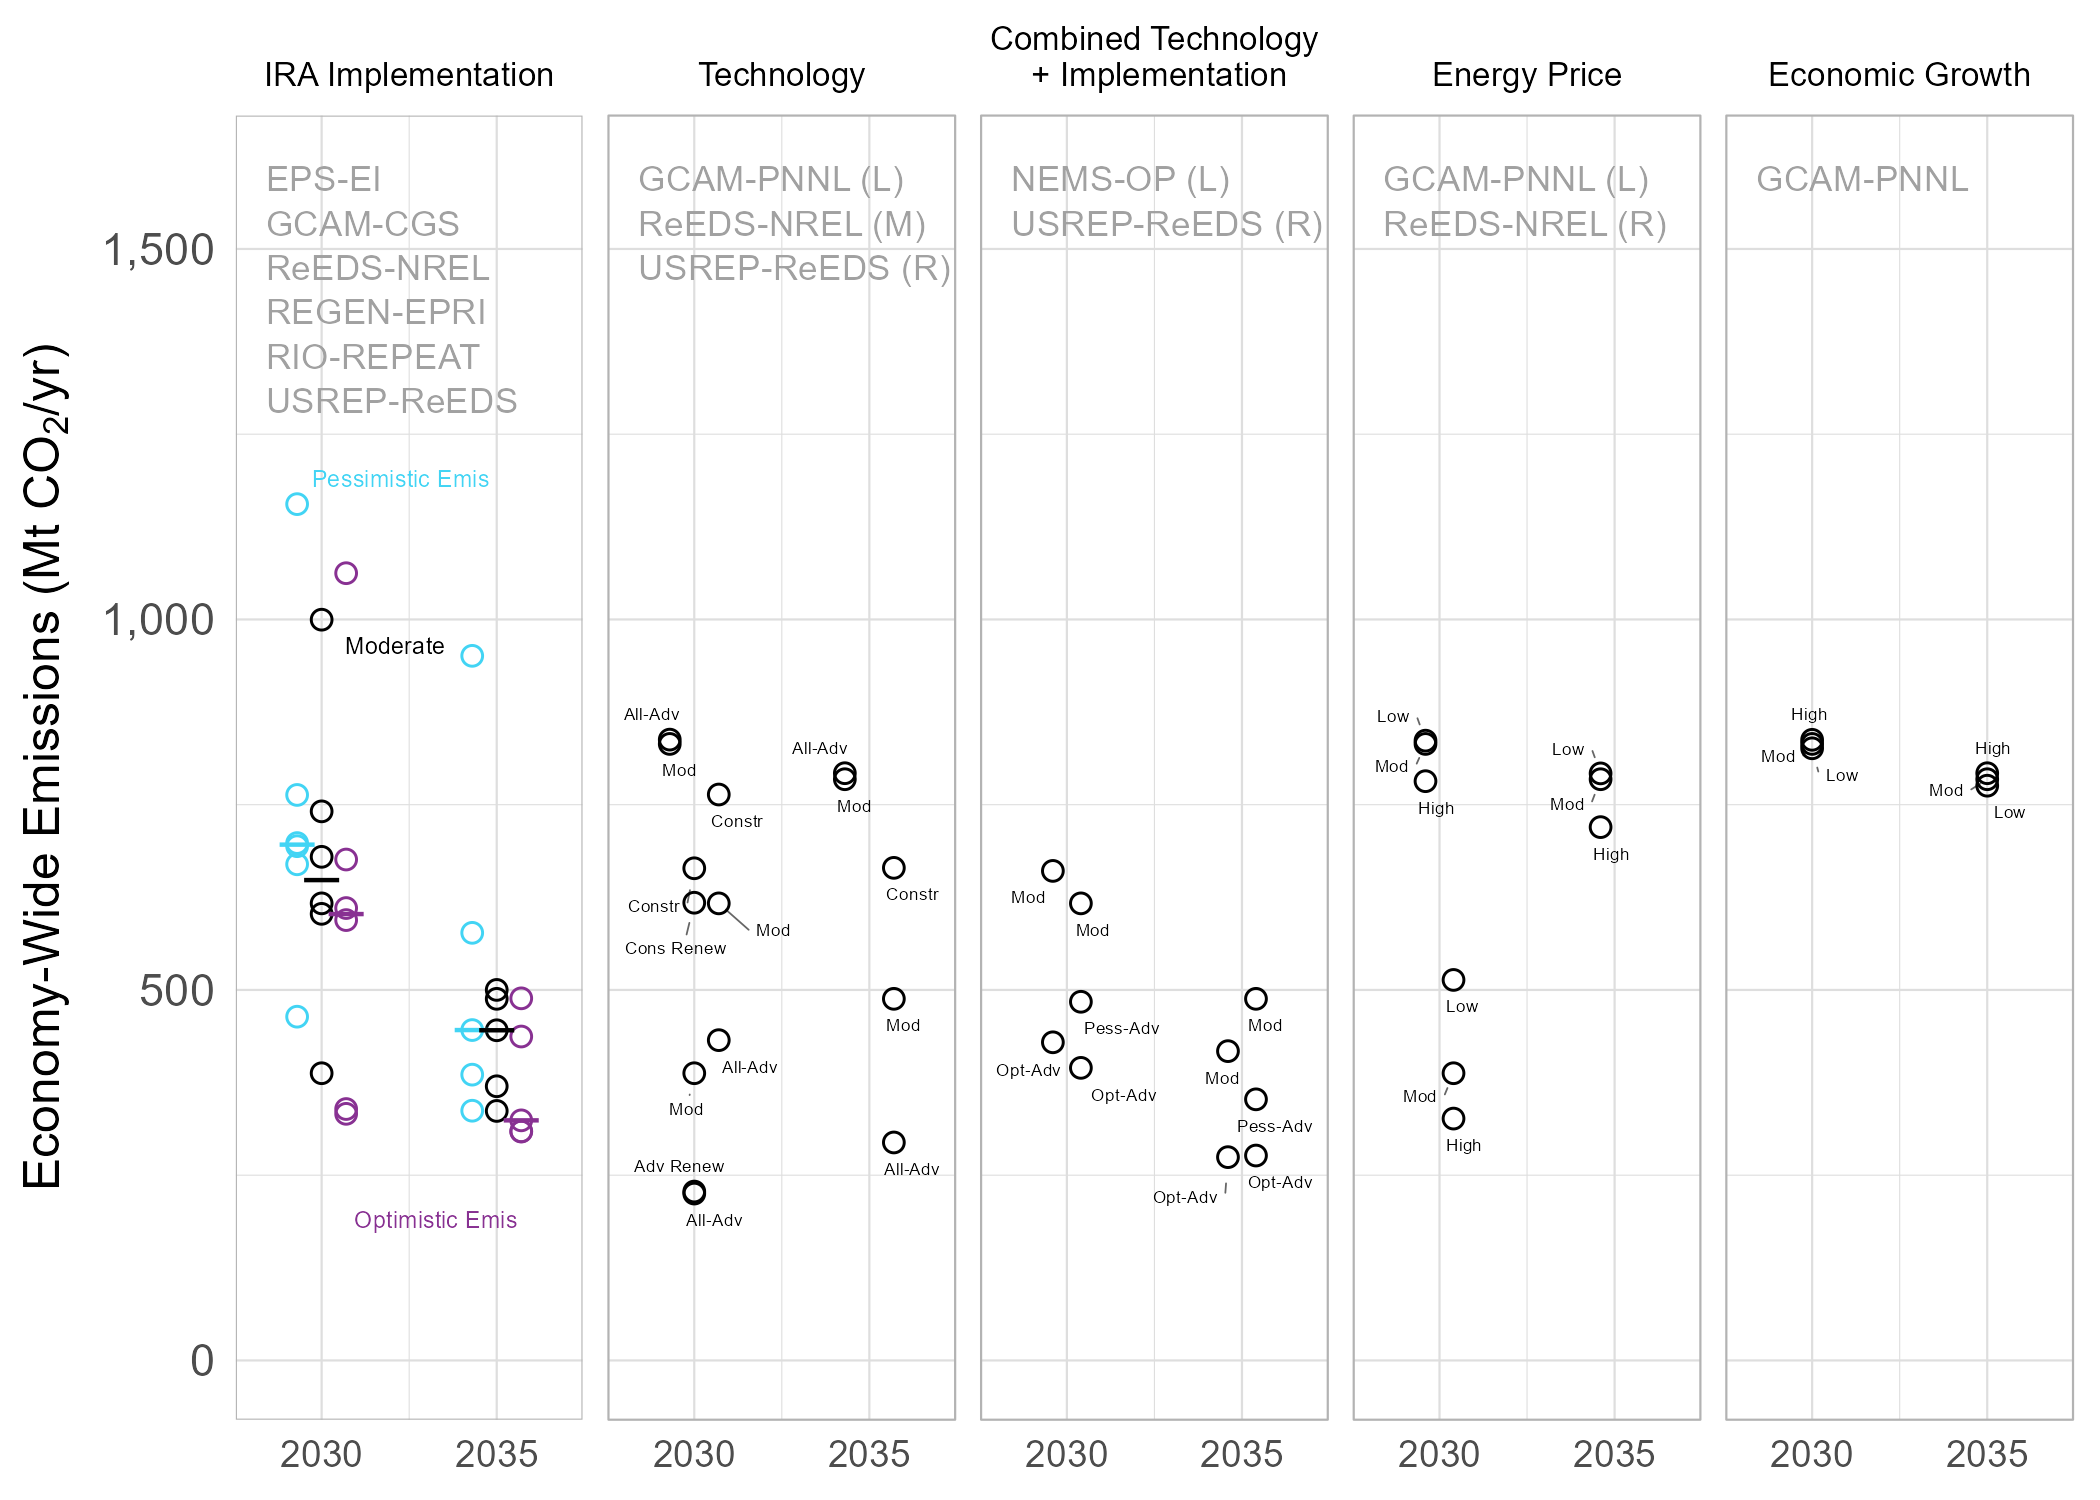 IRA Implementation
Technology
Combined Technology
+ Implementation
Energy Price
Economic Growth
Economy-Wide Emissions (Mt CO₂/yr)
1,500
1,000
500
0
EPS-EI
GCAM-CGS
ReEDS-NREL
REGEN-EPRI
RIO-REPEAT
USREP-ReEDS
Pessimistic Emis
Moderate
Optimistic Emis
2030
2035
GCAM-PNNL (L)
ReEDS-NREL (M)
USREP-ReEDS (R)
All-Adv
Mod
All-Adv
Mod
Constr
Constr
Constr
Mod
Cons Renew
Mod
All-Adv
Mod
Adv Renew
All-Adv
All-Adv
2030
2035
NEMS-OP (L)
USREP-ReEDS (R)
Mod
Mod
Pess-Adv
Mod
Opt-Adv
Mod
Opt-Adv
Pess-Adv
Opt-Adv
Opt-Adv
2030
2035
GCAM-PNNL (L)
ReEDS-NREL (R)
Low
Low
Mod
Mod
High
High
Low
Mod
High
2030
2035
GCAM-PNNL
High
High
Mod
Low
Mod
Low
2030
2035